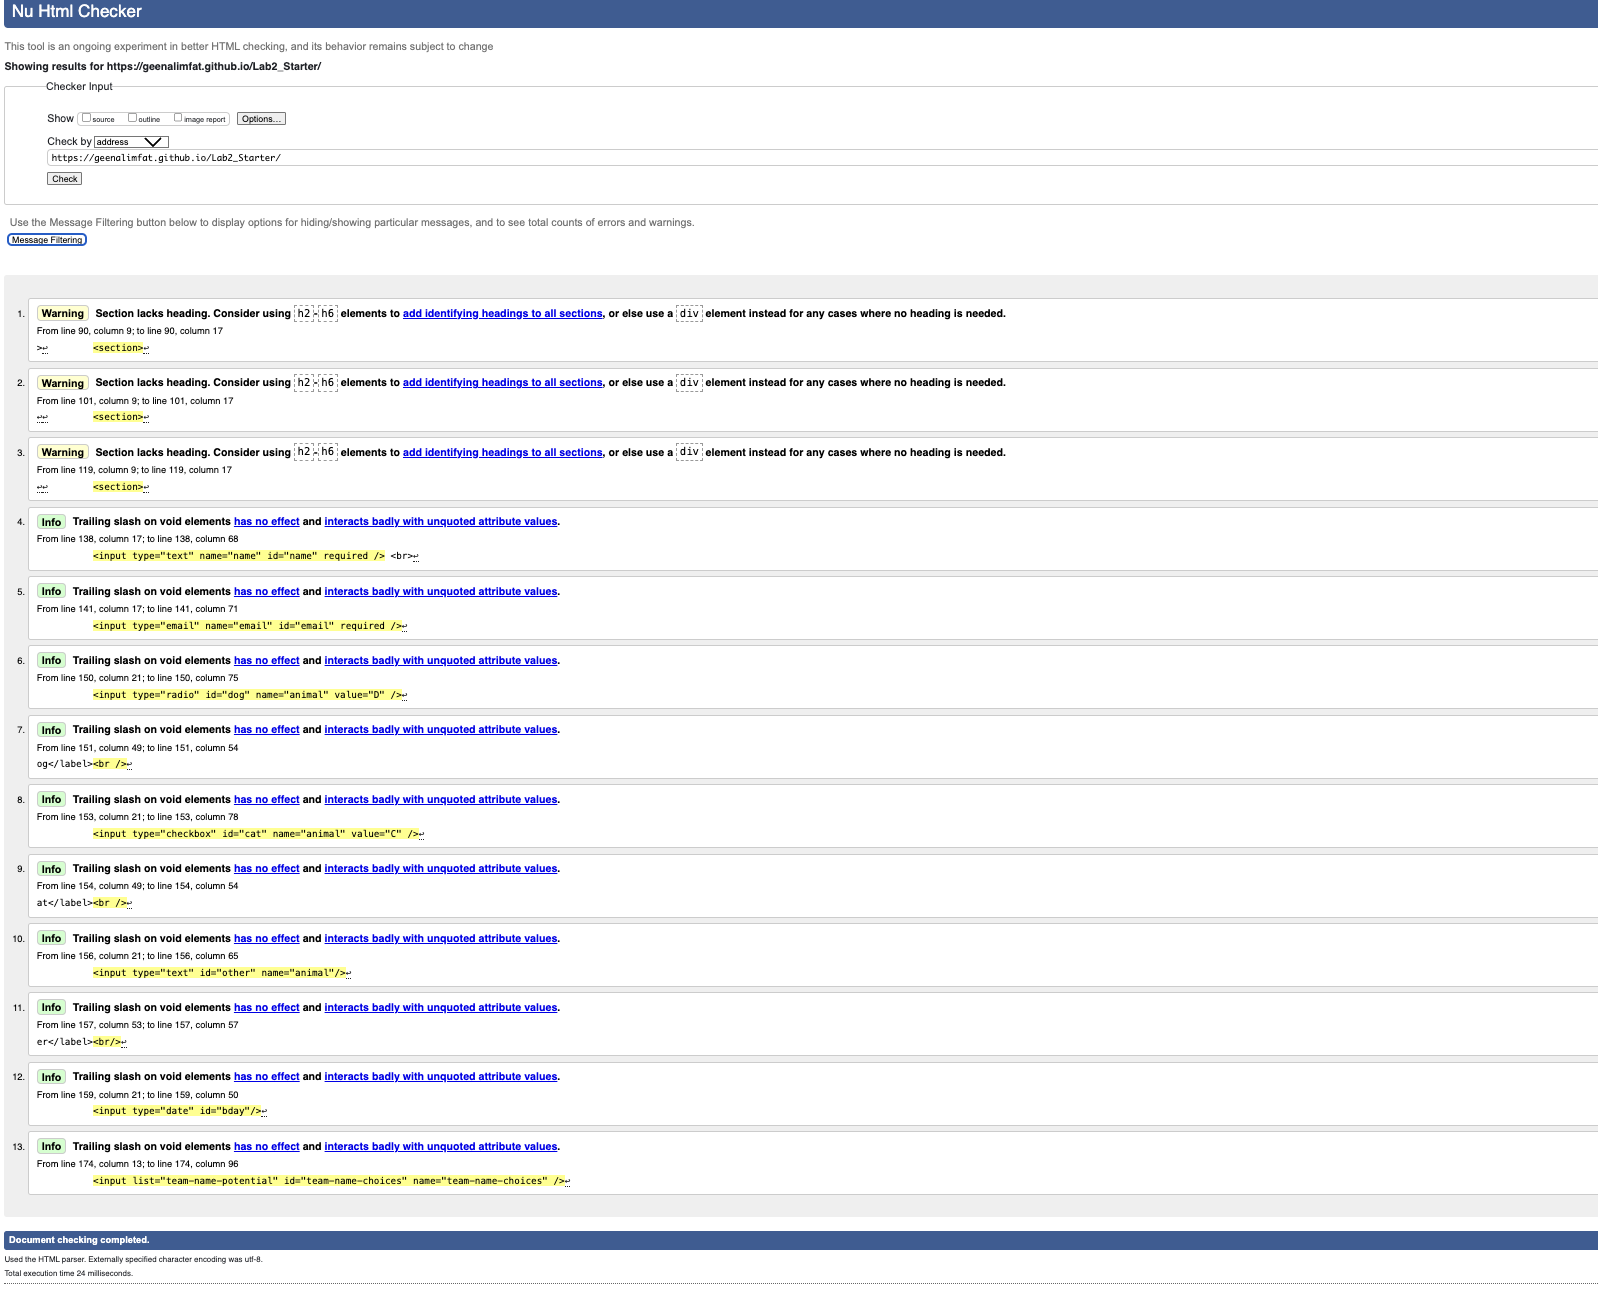 Nu Html Checker
This tool is an ongoing experiment in better HTML checking, and its behavior remains subject to change
Showing results for https://geenalimfat.github.io/Lab2_Starter/
Checker Input
Show source outline image report Options...
Check by address
https://geenalimfat.github.io/Lab2_Starter/
Check
Use the Message Filtering button below to display options for hiding/showing particular messages, and to see total counts of errors and warnings.
Message Filtering
1. Warning Section lacks heading. Consider using h2-h6 elements to add identifying headings to all sections, or else use a div element instead for any cases where no heading is needed.
From line 90, column 9; to line 90, column 17
>↩ <section>↩
2. Warning Section lacks heading. Consider using h2-h6 elements to add identifying headings to all sections, or else use a div element instead for any cases where no heading is needed.
From line 101, column 9; to line 101, column 17
↩↩ <section>↩
3. Warning Section lacks heading. Consider using h2-h6 elements to add identifying headings to all sections, or else use a div element instead for any cases where no heading is needed.
From line 119, column 9; to line 119, column 17
↩↩ <section>↩
4. Info Trailing slash on void elements has no effect and interacts badly with unquoted attribute values.
From line 138, column 17; to line 138, column 68
<input type="text" name="name" id="name" required /> <br>↩
5. Info Trailing slash on void elements has no effect and interacts badly with unquoted attribute values.
From line 141, column 17; to line 141, column 71
<input type="email" name="email" id="email" required />↩
6. Info Trailing slash on void elements has no effect and interacts badly with unquoted attribute values.
From line 150, column 21; to line 150, column 75
<input type="radio" id="dog" name="animal" value="D" />↩
7. Info Trailing slash on void elements has no effect and interacts badly with unquoted attribute values.
From line 151, column 49; to line 151, column 54
og</label><br />↩
8. Info Trailing slash on void elements has no effect and interacts badly with unquoted attribute values.
From line 153, column 21; to line 153, column 78
<input type="checkbox" id="cat" name="animal" value="C" />↩
9. Info Trailing slash on void elements has no effect and interacts badly with unquoted attribute values.
From line 154, column 49; to line 154, column 54
at</label><br />↩
10. Info Trailing slash on void elements has no effect and interacts badly with unquoted attribute values.
From line 156, column 21; to line 156, column 65
<input type="text" id="other" name="animal"/>↩
11. Info Trailing slash on void elements has no effect and interacts badly with unquoted attribute values.
From line 157, column 53; to line 157, column 57
er</label><br/>↩
12. Info Trailing slash on void elements has no effect and interacts badly with unquoted attribute values.
From line 159, column 21; to line 159, column 50
<input type="date" id="bday"/>↩
13. Info Trailing slash on void elements has no effect and interacts badly with unquoted attribute values.
From line 174, column 13; to line 174, column 96
<input list="team-name-potential" id="team-name-choices" name="team-name-choices" />↩
Document checking completed.
Used the HTML parser. Externally specified character encoding was utf-8.
Total execution time 24 milliseconds.